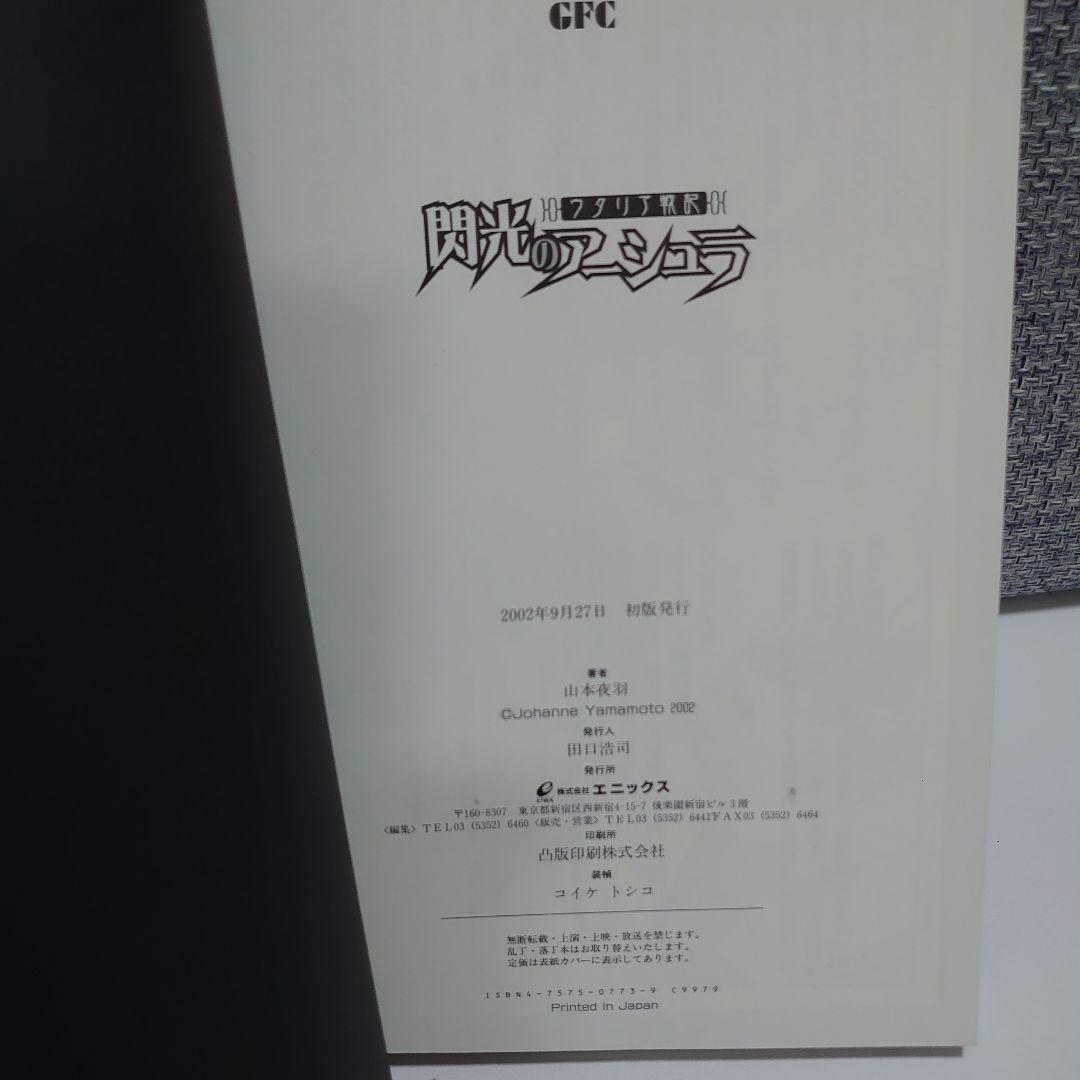 GFC
ワタリア戦記
閃光のアーシュラ
2002年9月27日 初版発行
著者
山本夜羽
©Johanne Yamamoto 2002
発行人
田口浩司
発行所
株式会社エニックス
〒160-8307 東京都新宿区西新宿4-15-7 後楽園新宿ビル3階
〈編集〉TEL03(5352)6460〈販売・営業〉TEL03(5352)6441FAX03(5352)6464
印刷所
凸版印刷株式会社
装幀
コイケ トシコ
無断転載・上演・上映・放送を禁じます。
乱丁・落丁本はお取り替えいたします。
定価は表紙カバーに表示してあります。
ISBN4-7575-0773-9 C9979
Printed in Japan